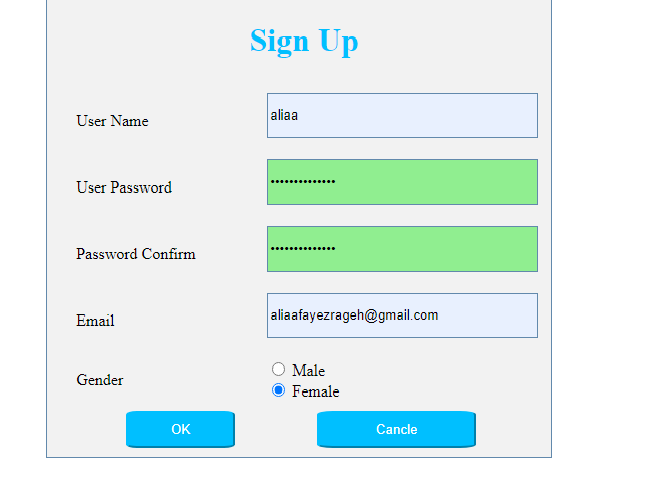 Sign Up
User Name aliaa
User Password ••••••••••••••
Password Confirm ••••••••••••••
Email aliaafayezrageh@gmail.com
Gender Male
Female
OK Cancle